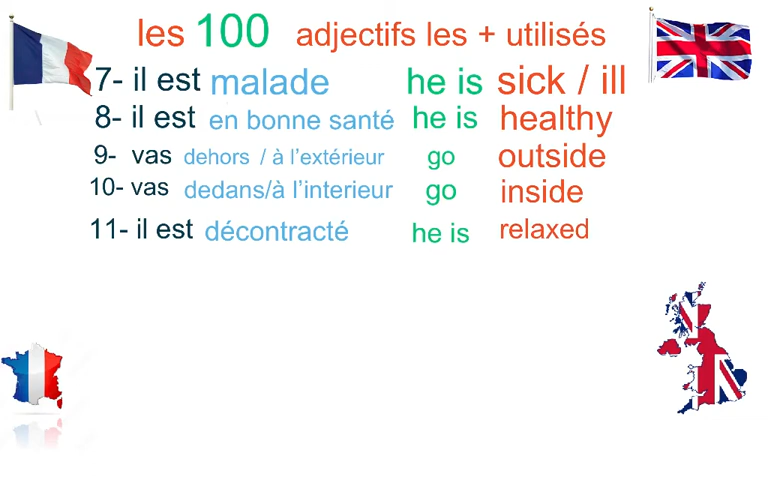 les 100 adjectifs les + utilisés
7- il est malade he is sick / ill
8- il est en bonne santé he is healthy
9- vas dehors / à l'extérieur go outside
10- vas dedans/à l'interieur go inside
11- il est décontracté he is relaxed